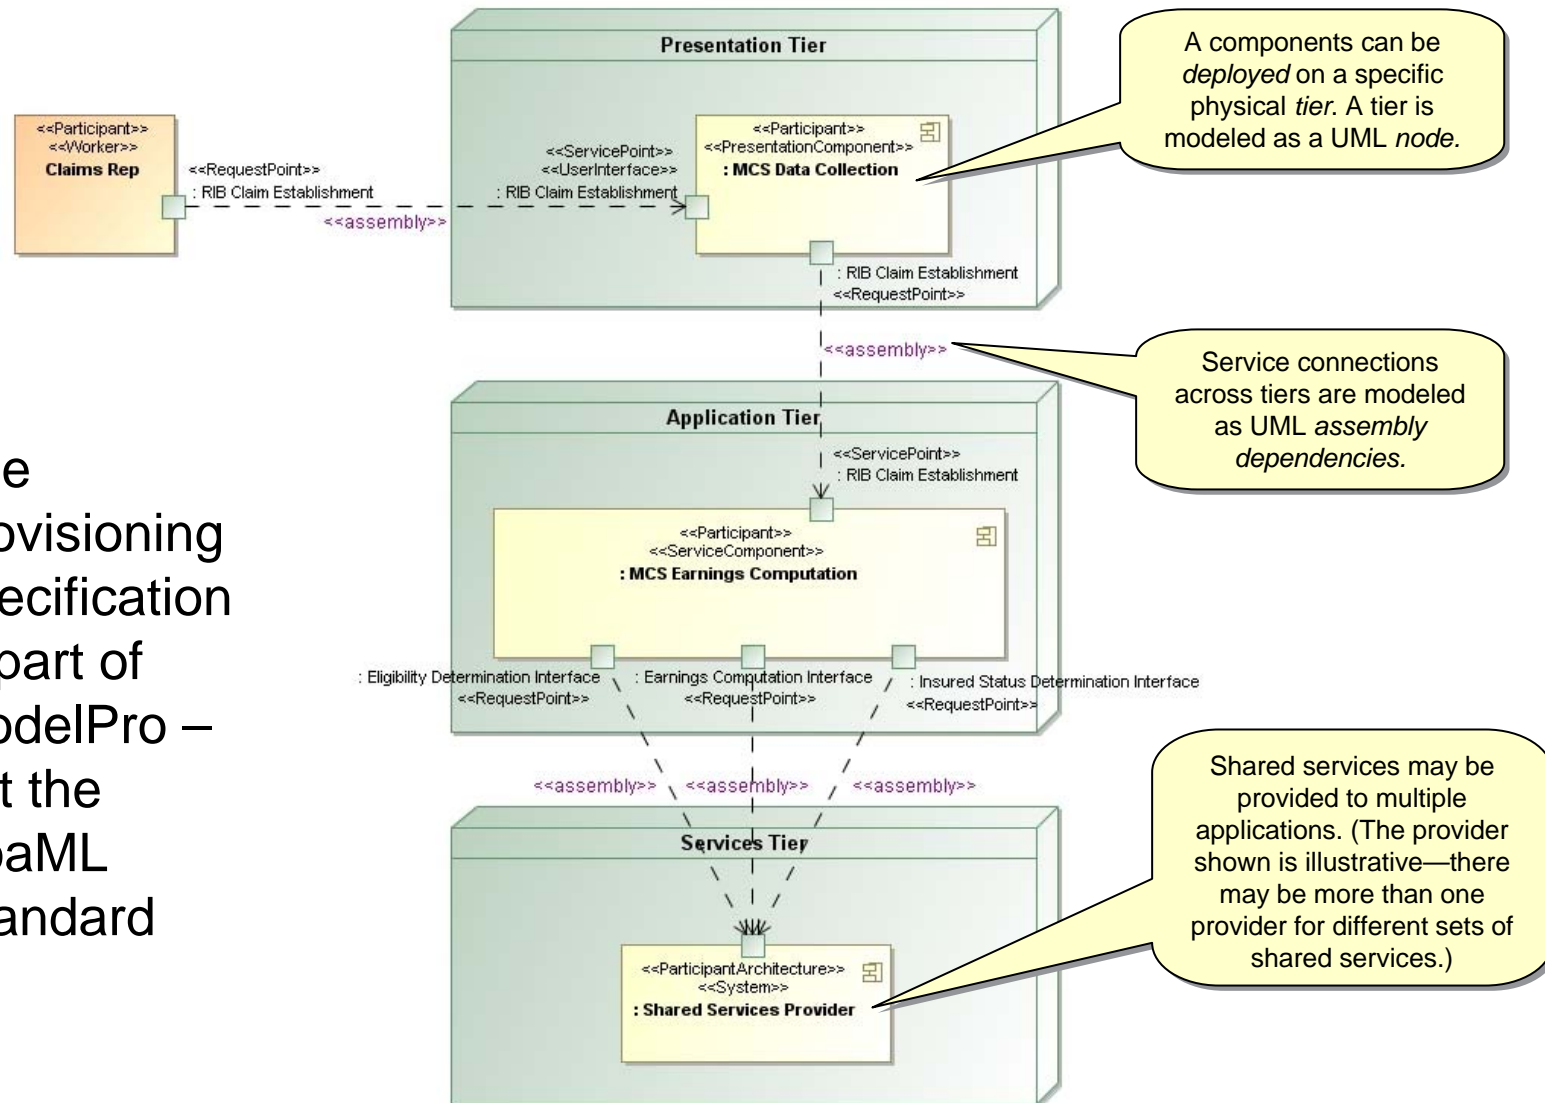 Presentation Tier
<<Participant>>
<<Worker>>
Claims Rep
<<RequestPoint>>
: RIB Claim Establishment
<<assembly>>
<<ServicePoint>>
<<UserInterface>>
: RIB Claim Establishment
<<Participant>>
<<PresentationComponent>>
: MCS Data Collection
: RIB Claim Establishment
<<RequestPoint>>
A components can be
deployed on a specific
physical tier. A tier is
modeled as a UML node.
<<assembly>>
Service connections
across tiers are modeled
as UML assembly
dependencies.
Application Tier
<<ServicePoint>>
: RIB Claim Establishment
<<Participant>>
<<ServiceComponent>>
: MCS Earnings Computation
: Eligibility Determination Interface
<<RequestPoint>>
: Earnings Computation Interface
<<RequestPoint>>
: Insured Status Determination Interface
<<RequestPoint>>
e
ovisioning
ecification
part of
odelPro –
t the
oaML
andard
<<assembly>>
<<assembly>>
<<assembly>>
Services Tier
<<ParticipantArchitecture>>
<<System>>
: Shared Services Provider
Shared services may be
provided to multiple
applications. (The provider
shown is illustrative—there
may be more than one
provider for different sets of
shared services.)